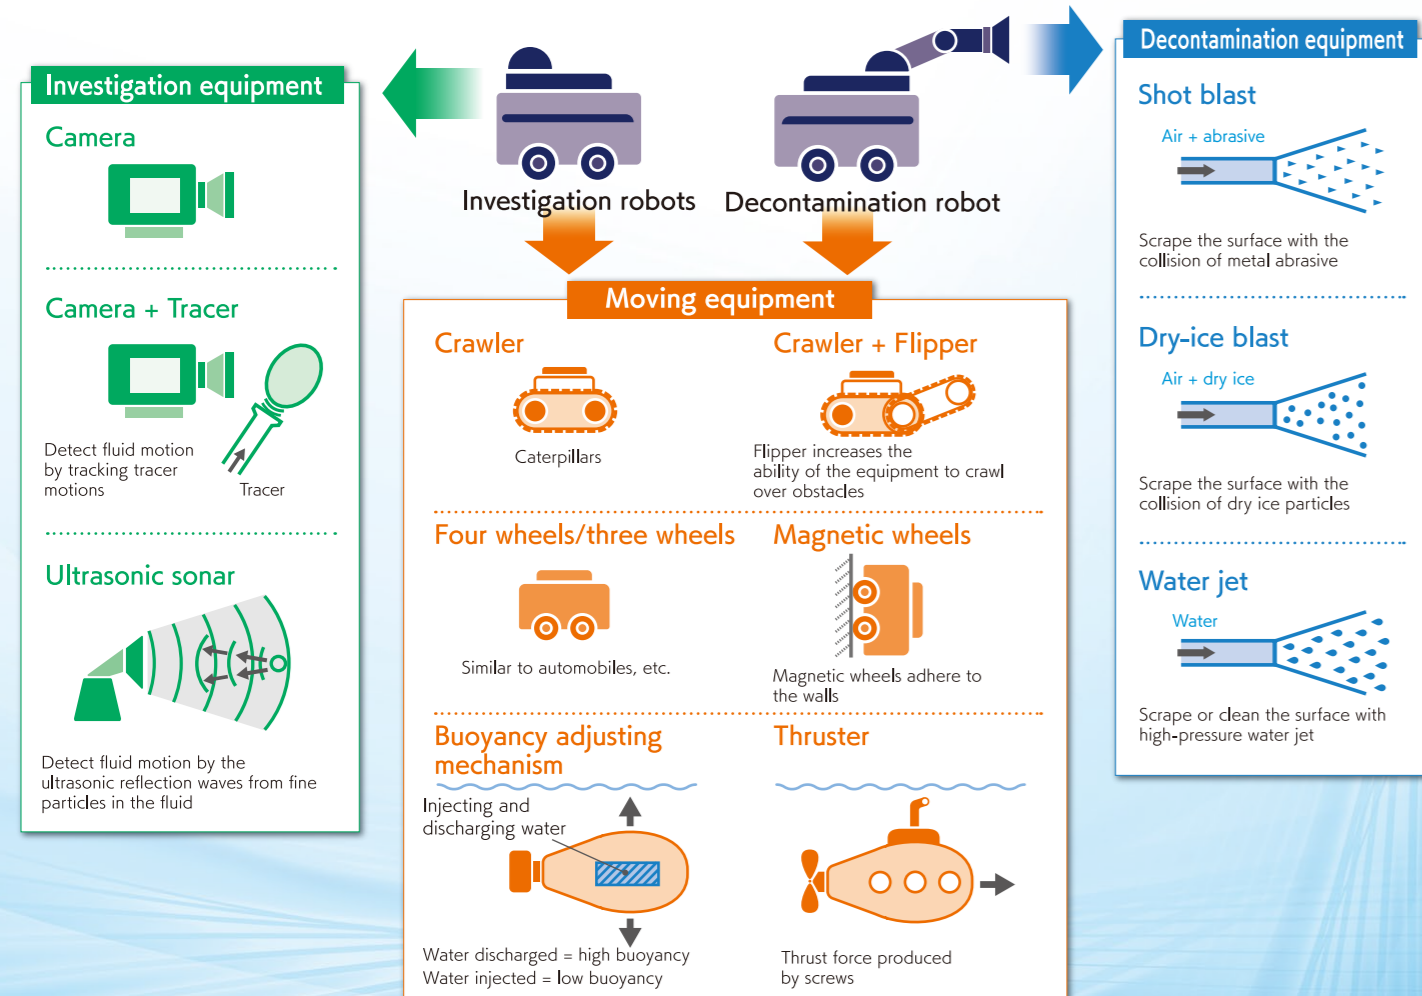 Investigation robots
Decontamination robot
Investigation equipment
Camera
Camera + Tracer
Detect fluid motion
by tracking tracer
motions
Tracer
Ultrasonic sonar
Detect fluid motion by the
ultrasonic reflection waves from fine
particles in the fluid
Moving equipment
Crawler
Caterpillars
Crawler + Flipper
Flipper increases the
ability of the equipment to crawl
over obstacles
Four wheels/three wheels
Similar to automobiles, etc.
Magnetic wheels
Magnetic wheels adhere to
the walls
Buoyancy adjusting
mechanism
Injecting and
discharging water
Water discharged = high buoyancy
Water injected = low buoyancy
Thruster
Thrust force produced
by screws
Decontamination equipment
Shot blast
Air + abrasive
Scrape the surface with the
collision of metal abrasive
Dry-ice blast
Air + dry ice
Scrape the surface with the
collision of dry ice particles
Water jet
Water
Scrape or clean the surface with
high-pressure water jet